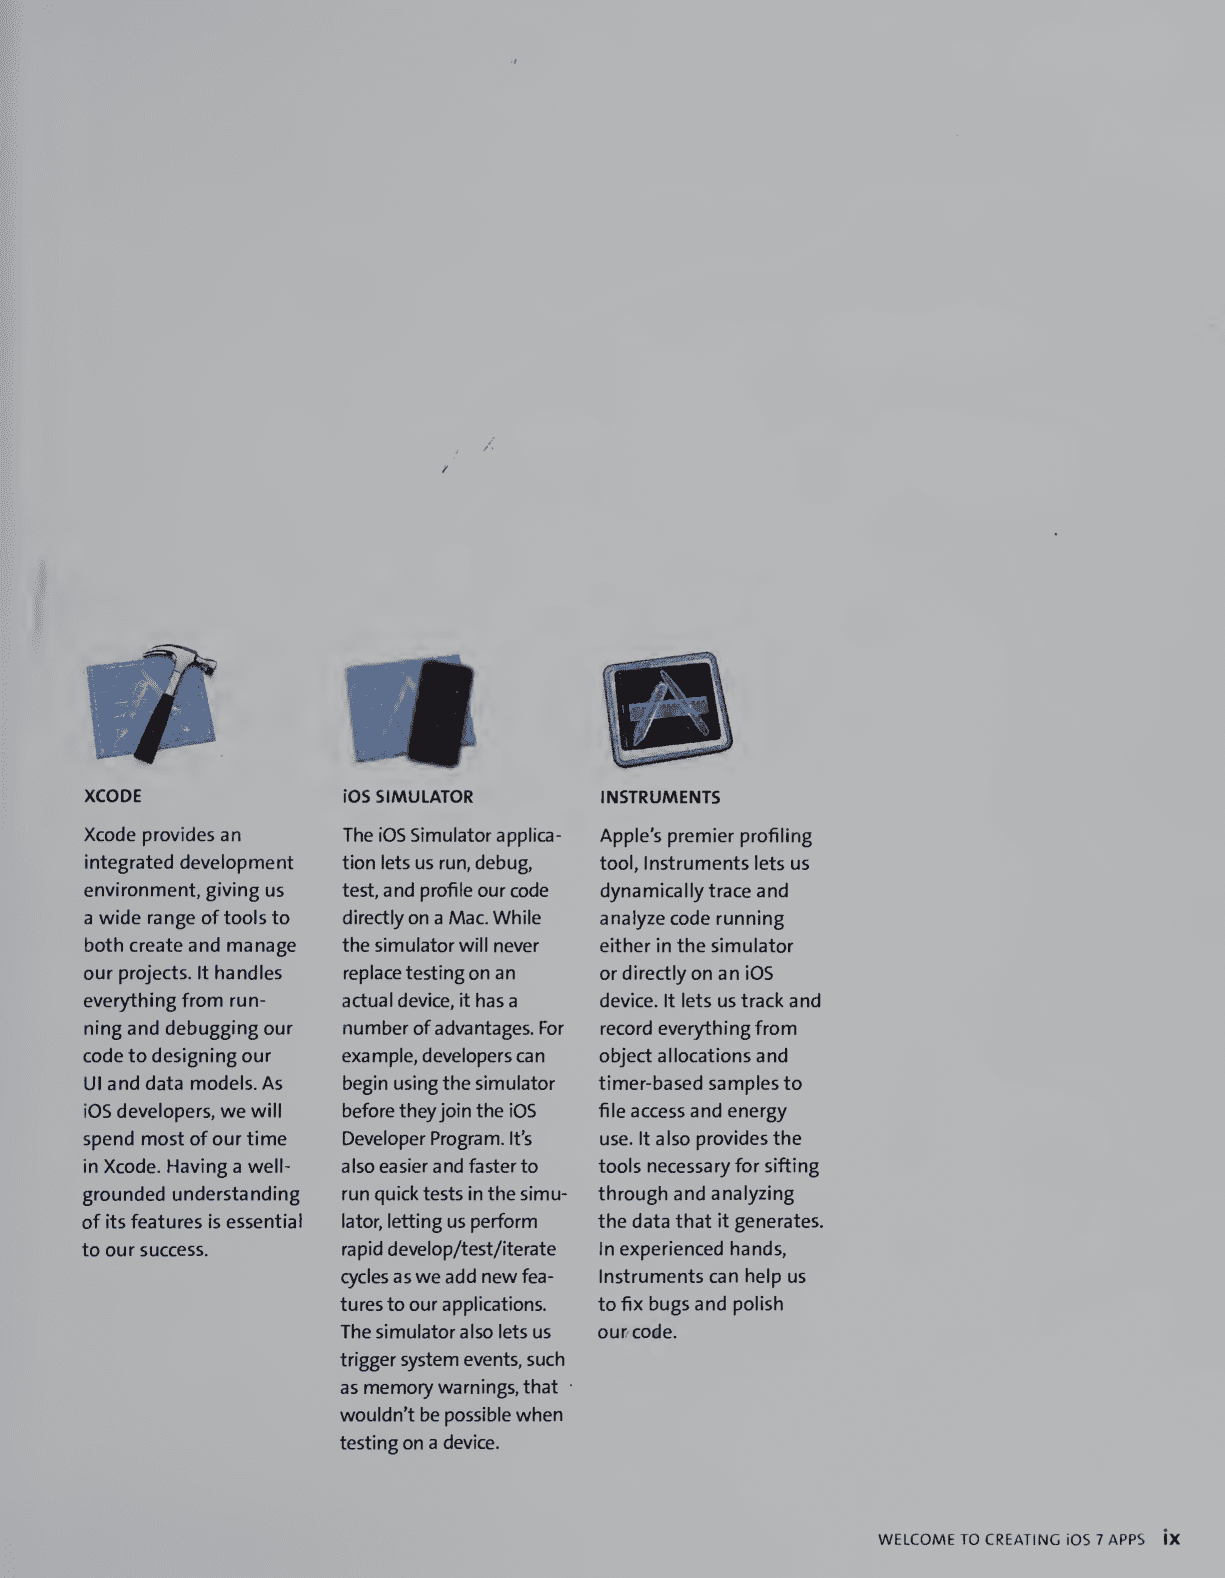 XCODE
Xcode provides an
integrated development
environment, giving us
a wide range of tools to
both create and manage
our projects. It handles
everything from run-
ning and debugging our
code to designing our
UI and data models. As
iOS developers, we will
spend most of our time
in Xcode. Having a well-
grounded understanding
of its features is essential
to our success.
iOS SIMULATOR
The iOS Simulator applica-
tion lets us run, debug,
test, and profile our code
directly on a Mac. While
the simulator will never
replace testing on an
actual device, it has a
number of advantages. For
example, developers can
begin using the simulator
before they join the iOS
Developer Program. It's
also easier and faster to
run quick tests in the simu-
lator, letting us perform
rapid develop/test/iterate
cycles as we add new fea-
tures to our applications.
The simulator also lets us
trigger system events, such
as memory warnings, that
wouldn't be possible when
testing on a device.
INSTRUMENTS
Apple's premier profiling
tool, Instruments lets us
dynamically trace and
analyze code running
either in the simulator
or directly on an iOS
device. It lets us track and
record everything from
object allocations and
timer-based samples to
file access and energy
use. It also provides the
tools necessary for sifting
through and analyzing
the data that it generates.
In experienced hands,
Instruments can help us
to fix bugs and polish
our code.
WELCOME TO CREATING iOS 7 APPS ix